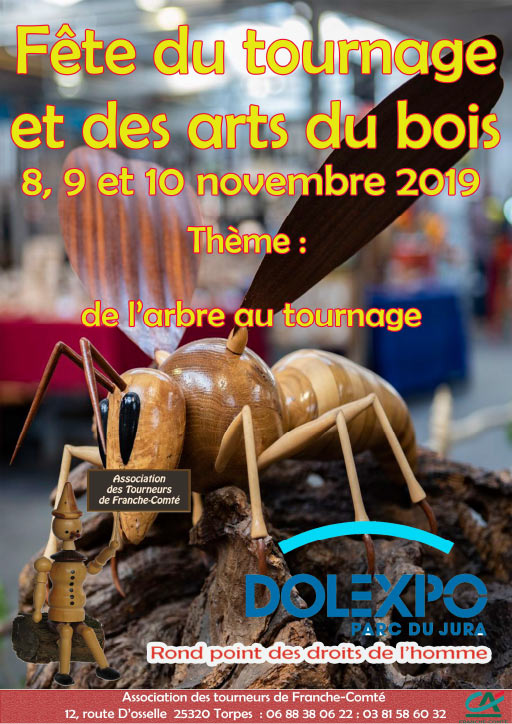 Fête du tournage
et des arts du bois
8, 9 et 10 novembre 2019
Thème :
de l'arbre au tournage
Association
des Tourneurs
de Franche-Comté
DOLEXPO
PARC DU JURA
Rond point des droits de l'homme
Association des tourneurs de Franche-Comté
12, route D'osselle 25320 Torpes : 06 88 38 06 22 : 03 81 58 60 32
CA